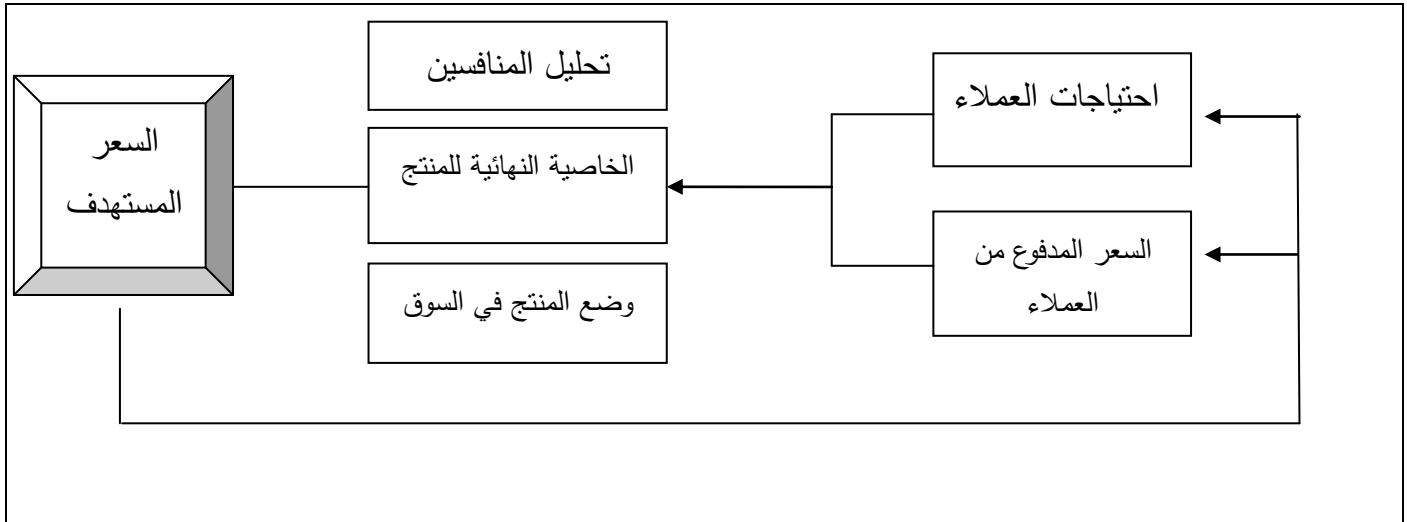 احتياجات العملاء
السعر المدفوع من
العملاء
تحليل المنافسين
الخاصية النهائية للمنتج
وضع المنتج في السوق
السعر
المستهدف